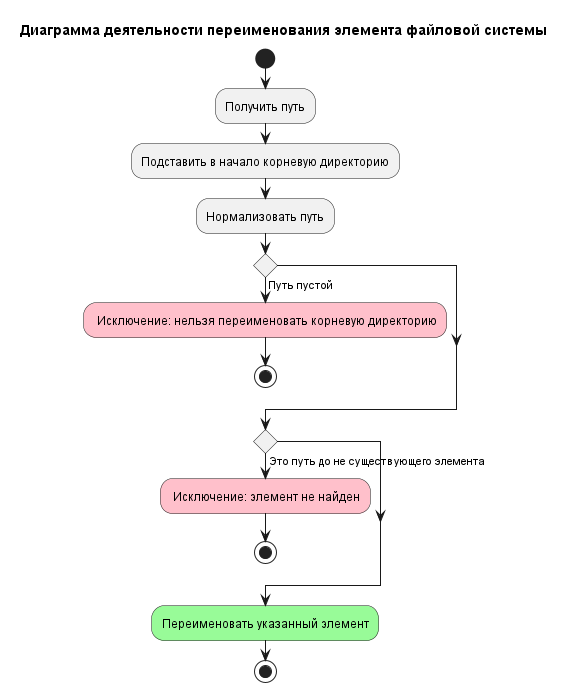 Диаграмма деятельности переименования элемента файловой системы
Получить путь
Подставить в начало корневую директорию
Нормализовать путь
Путь пустой
Исключение: нельзя переименовать корневую директорию
Это путь до не существующего элемента
Исключение: элемент не найден
Переименовать указанный элемент